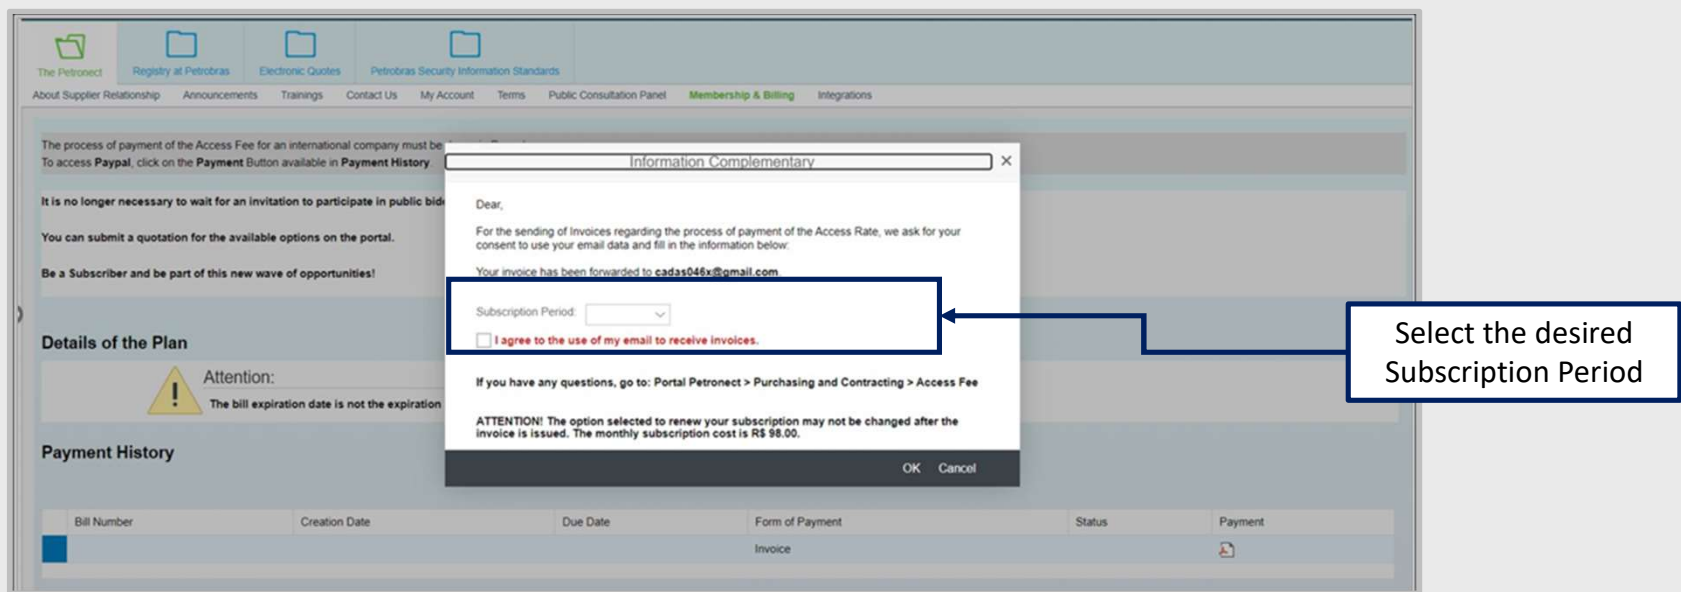 The Petronect
Registry at Petrobras
Electronic Quotes
Petrobras Security Information Standards
About Supplier Relationship Announcements Trainings Contact Us My Account Terms Public Consultation Panel Membership & Billing Integrations
The process of payment of the Access Fee for an international company must be
To access Paypal, click on the Payment Button available in Payment History
It is no longer necessary to wait for an invitation to participate in public bid
You can submit a quotation for the available options on the portal.
Be a Subscriber and be part of this new wave of opportunities!
Details of the Plan
Attention:
The bill expiration date is not the expiration
Payment History
Bill Number Creation Date Due Date Form of Payment Status Payment
Invoice
Information Complementary
Dear,
For the sending of Invoices regarding the process of payment of the Access Rate, we ask for your
consent to use your email data and fill in the information below:
Your invoice has been forwarded to cadas046x@gmail.com.
Subscription Period:
I agree to the use of my email to receive invoices.
If you have any questions, go to: Portal Petronect > Purchasing and Contracting > Access Fee
ATTENTION! The option selected to renew your subscription may not be changed after the
invoice is issued. The monthly subscription cost is R$ 98.00.
OK Cancel
Select the desired
Subscription Period